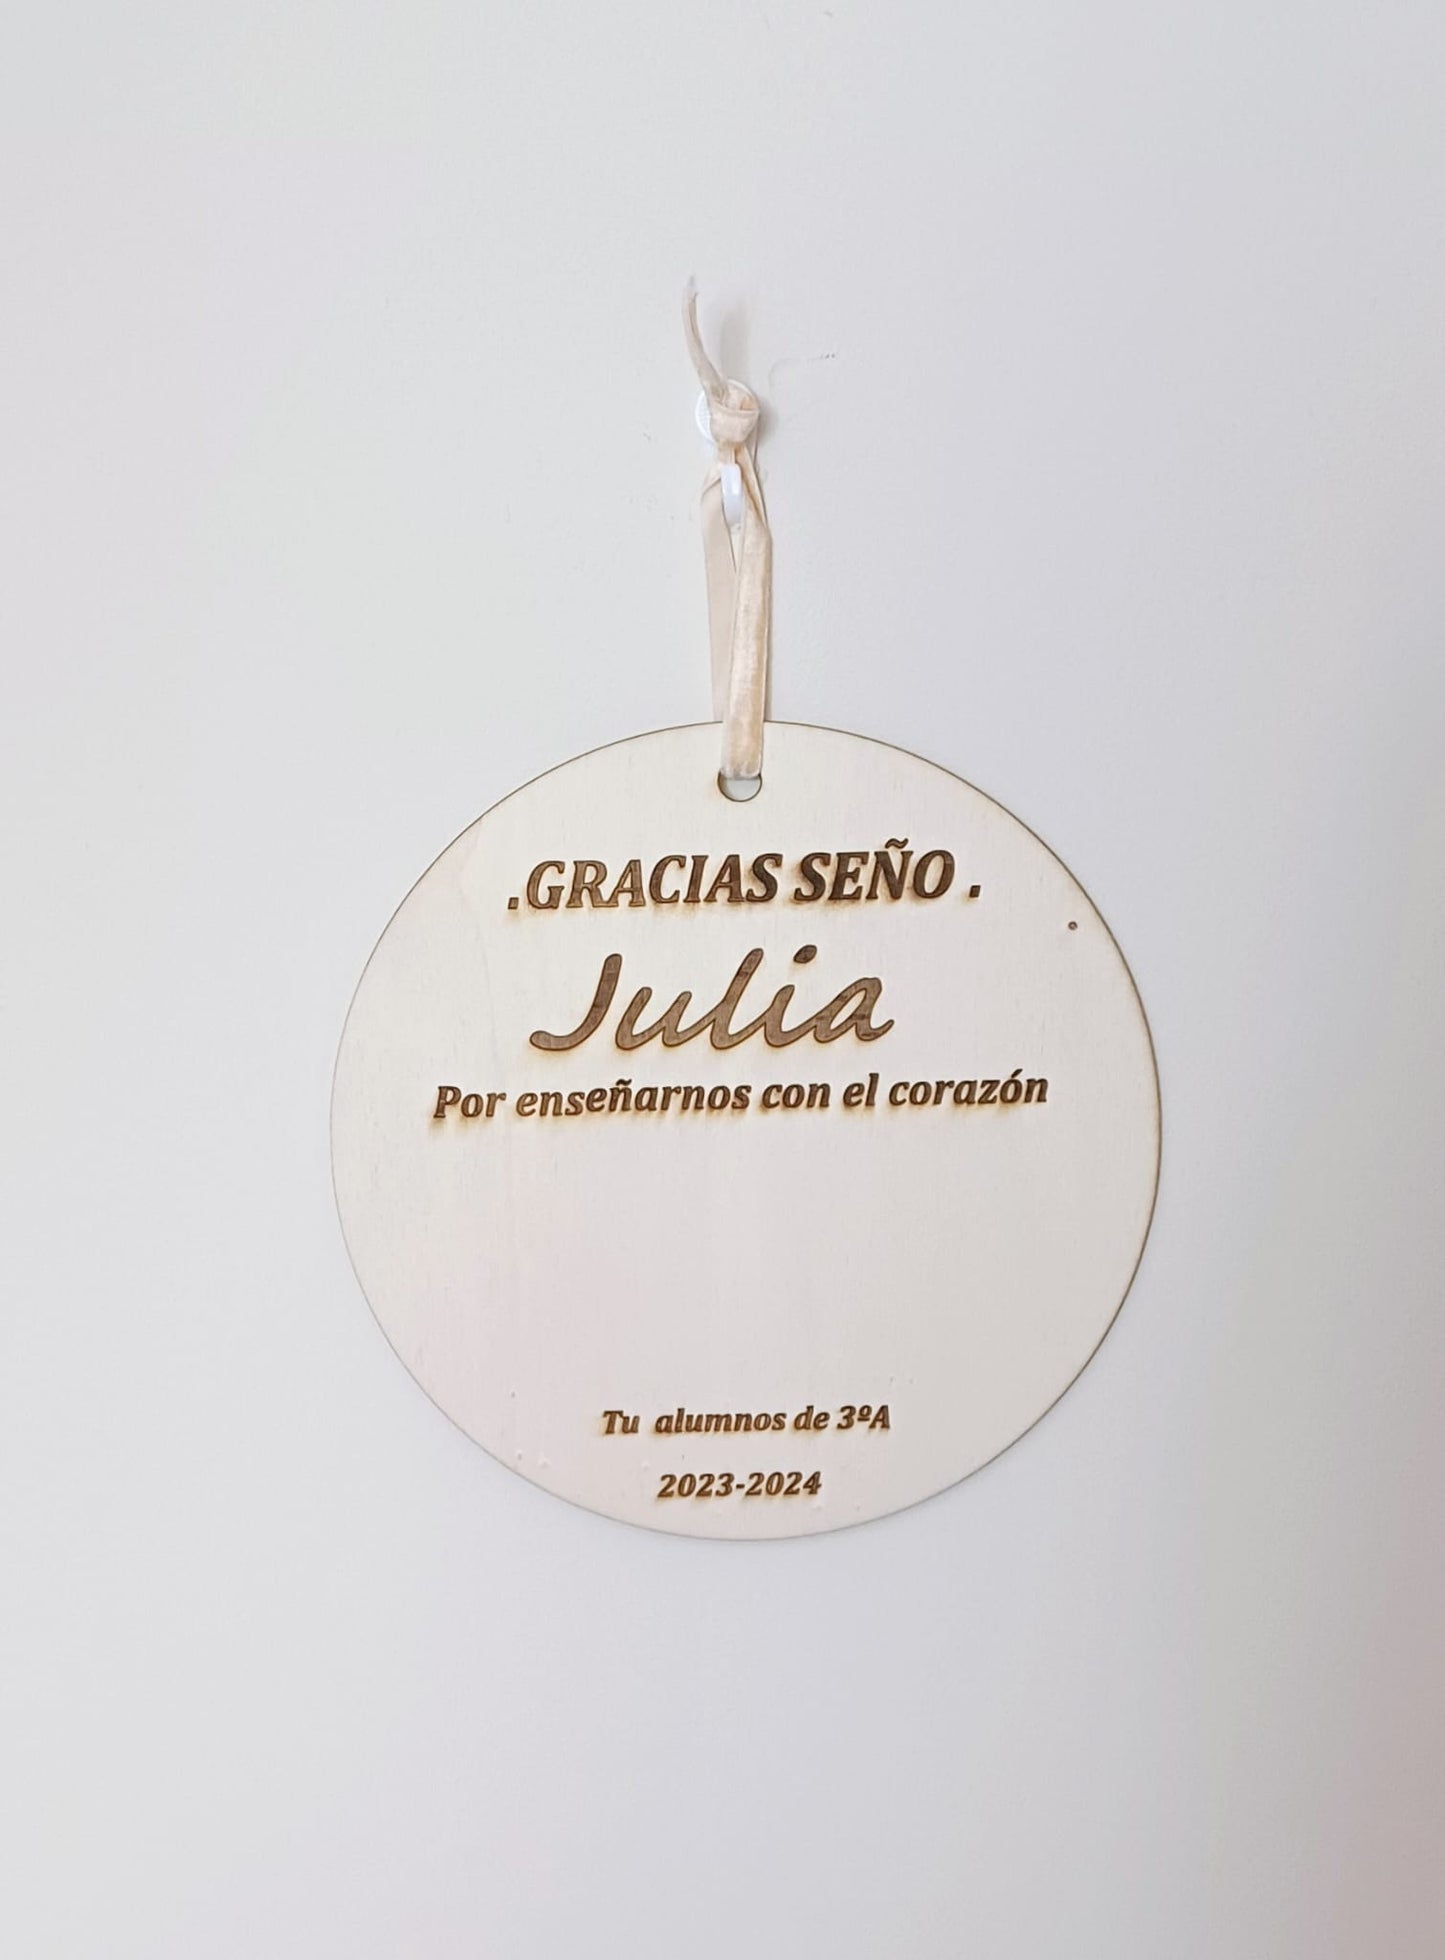 .GRACIAS SEÑO .
Julia
Por enseñarnos con el corazón
Tu alumnos de 3ºA
2023-2024